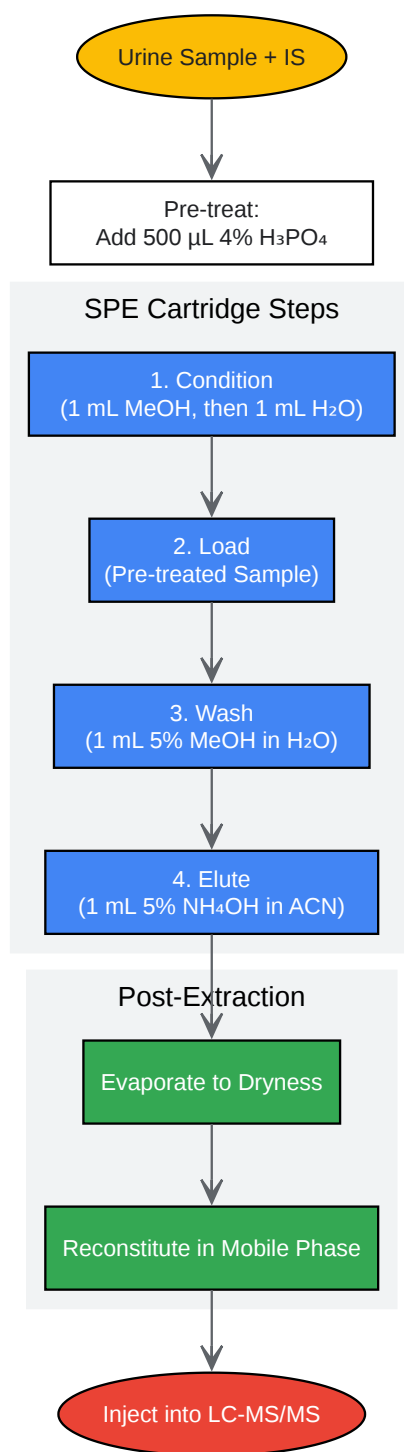 Urine Sample + IS
Pre-treat:
Add 500 µL 4% H₃PO₄
SPE Cartridge Steps
1. Condition
(1 mL MeOH, then 1 mL H₂O)
2. Load
(Pre-treated Sample)
3. Wash
(1 mL 5% MeOH in H₂O)
4. Elute
(1 mL 5% NH₄OH in ACN)
Post-Extraction
Evaporate to Dryness
Reconstitute in Mobile Phase
Inject into LC-MS/MS